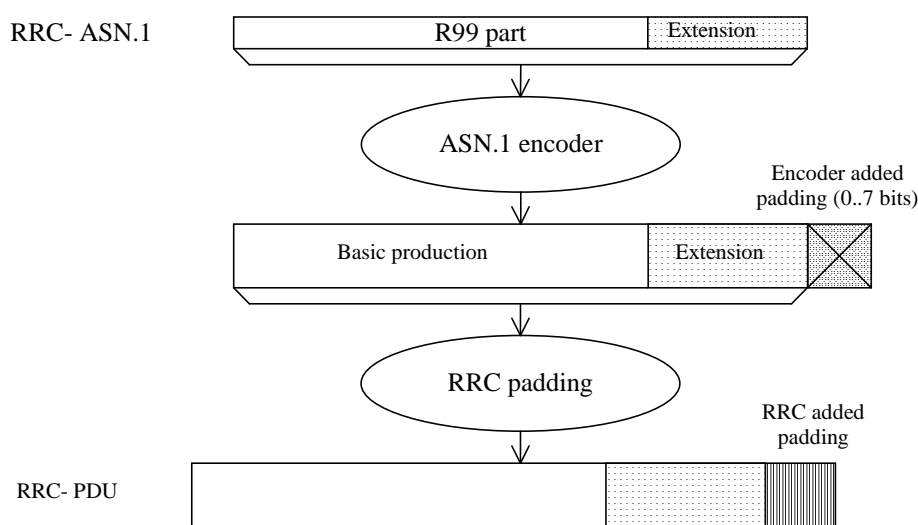 RRC- ASN.1
R99 part
Extension
ASN.1 encoder
Encoder added
padding (0..7 bits)
Basic production
Extension
RRC padding
RRC added
padding
RRC- PDU